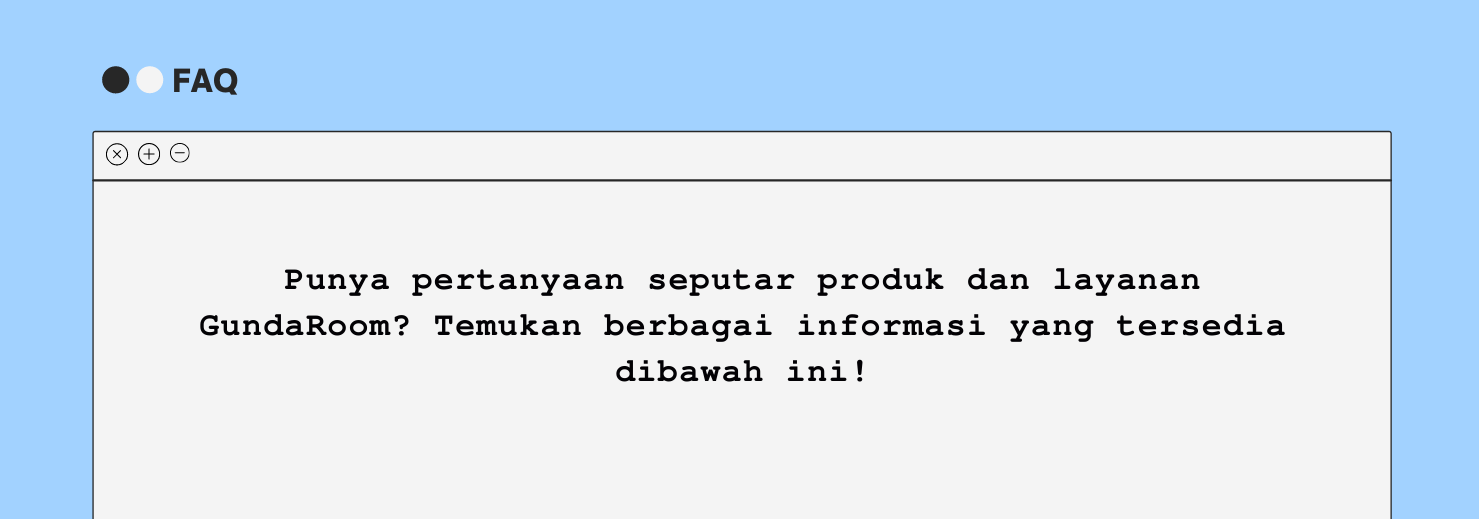 FAQ
Punya pertanyaan seputar produk dan layanan
GundaRoom? Temukan berbagai informasi yang tersedia
dibawah ini!